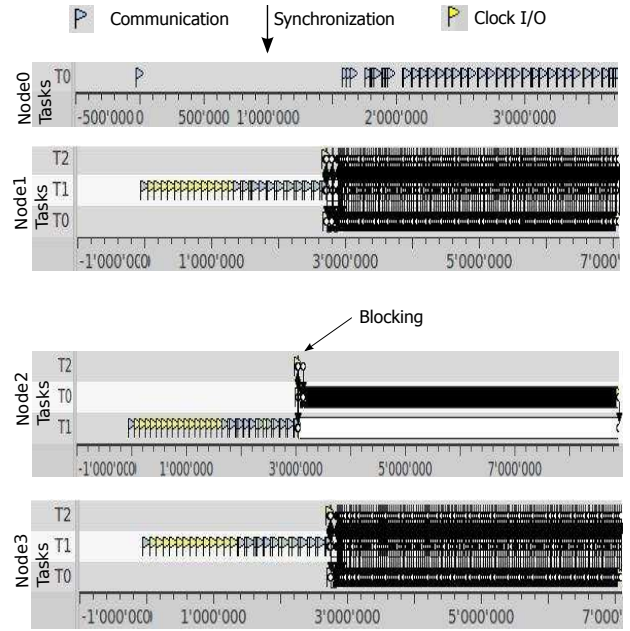 Communication
Synchronization
Clock I/O
Node0
Tasks
T0
-500'000 0 500'000 1'000'000 2'000'000 3'000'000
Node1
Tasks
T2
T1
T0
-1'000'000 1'000'000 3'000'000 5'000'000 7'000'
Blocking
Node2
Tasks
T2
T0
T1
-1'000'000 1'000'000 3'000'000 5'000'000 7'000'000
Node3
Tasks
T2
T1
T0
-1'000'000 1'000'000 3'000'000 5'000'000 7'000'